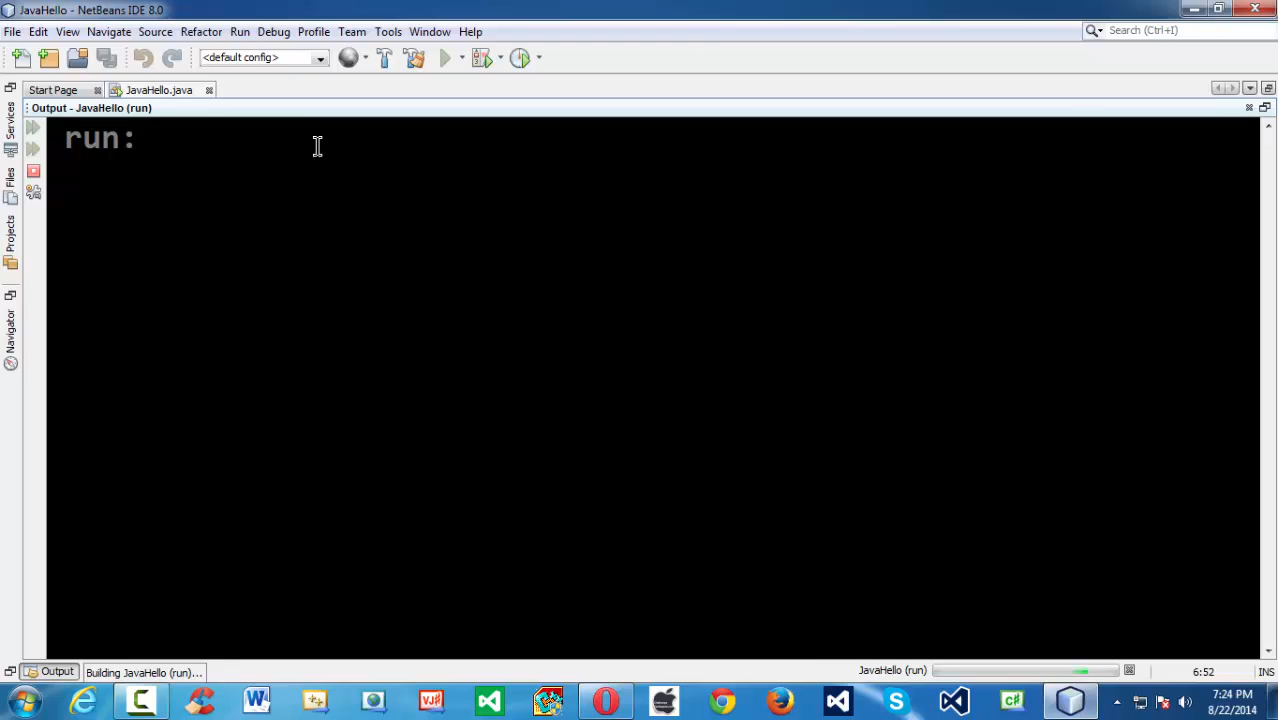 JavaHello - NetBeans IDE 8.0
File Edit View Navigate Source Refactor Run Debug Profile Team Tools Window Help
Search (Ctrl+I)
<default config>
Start Page JavaHello.java
Output - JavaHello (run)
run:
Services
Files
Projects
Navigator
Output Building JavaHello (run)... JavaHello (run) 6:52 INS
7:24 PM
8/22/2014